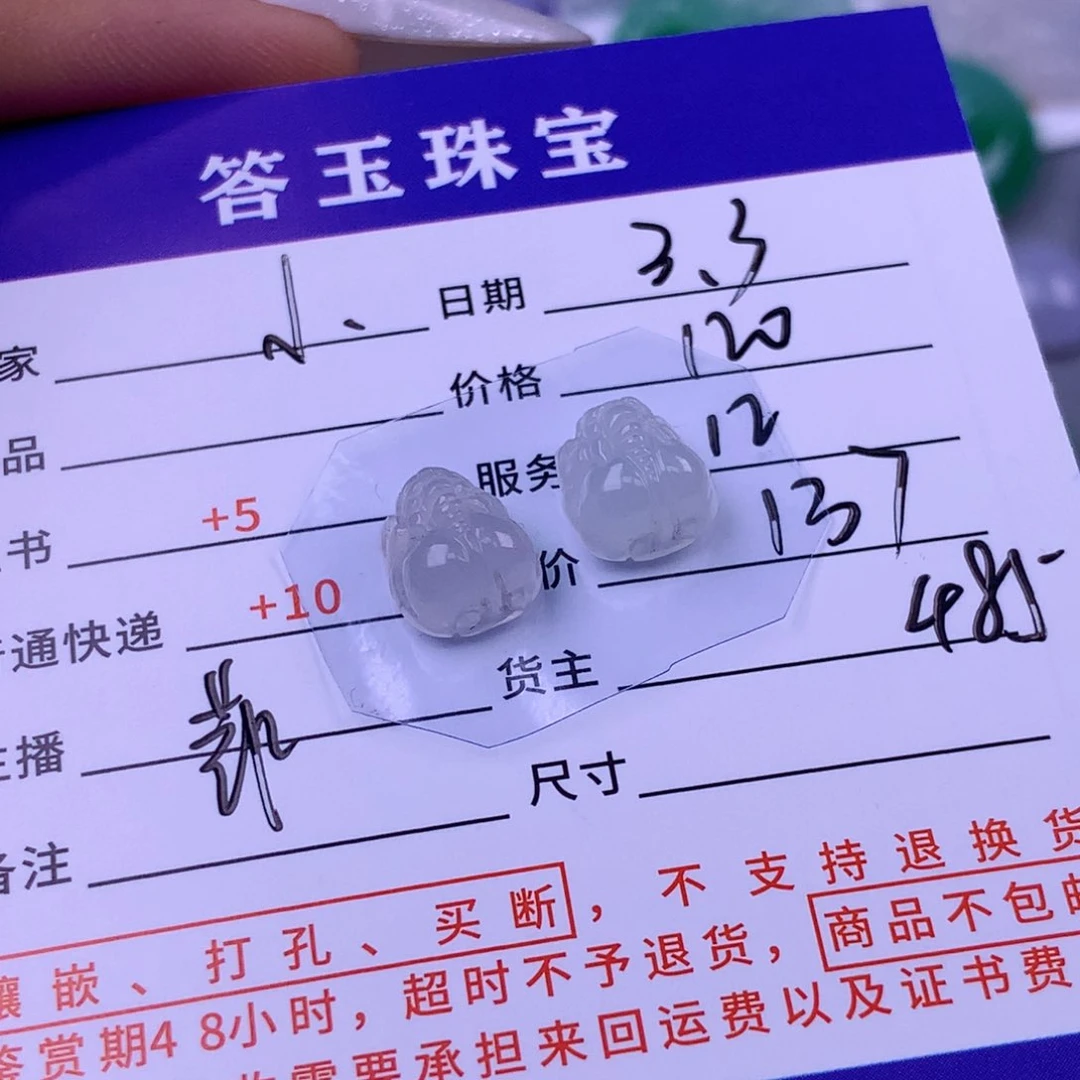 答玉珠宝
家 日期 3.3
品 价格 120
书 +5 服务 12
通快递 +10 价 137
货主 485-
播 凯
备注 尺寸
镶嵌、打孔、买断,不支持退换货
鉴赏期48小时,超时不予退货,商品不包邮
需要承担来回运费以及证书费